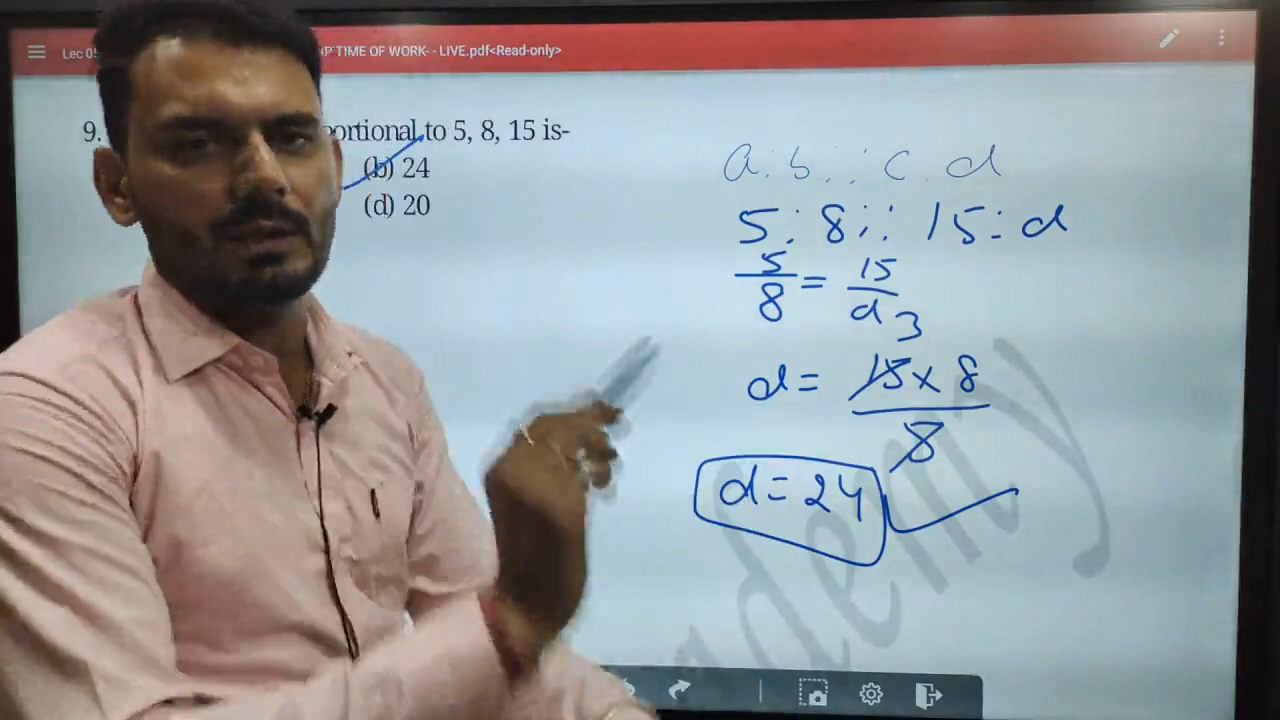 Lec 05 TIME OF WORK- - LIVE.pdf<Read-only>
9. to 5, 8, 15 is-
(b) 24
(d) 20
a : b :: c : d
5 : 8 :: 15 : d
5/8 = 15/d
3
d = 15 x 8
8
d = 24